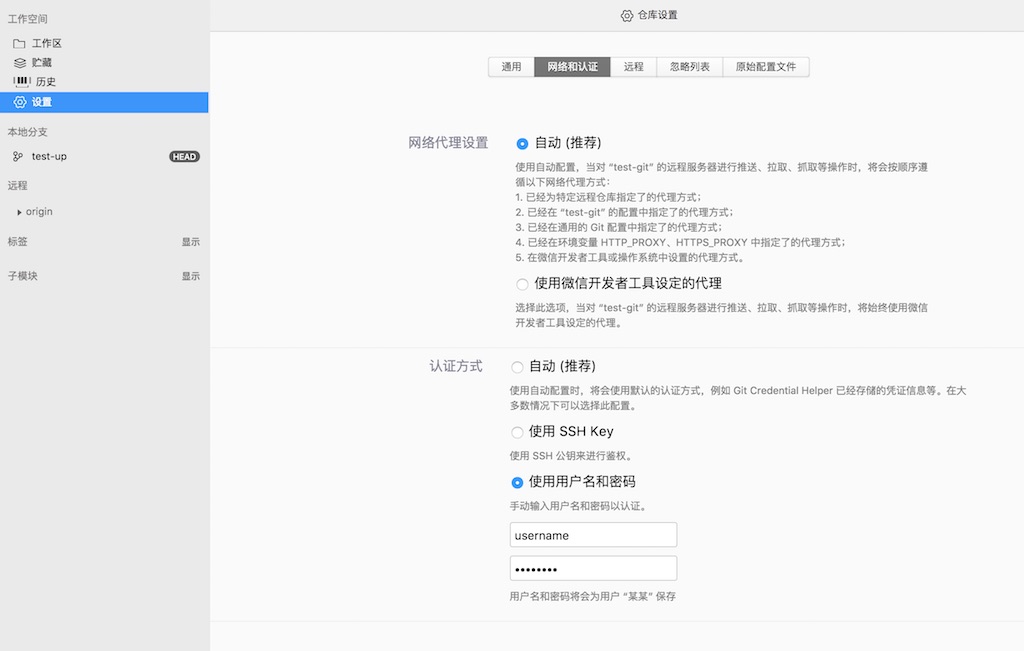 工作空间
工作区
贮藏
历史
设置
本地分支
test-up
HEAD
远程
origin
标签
显示
子模块
显示
仓库设置
通用
网络和认证
远程
忽略列表
原始配置文件
网络代理设置
自动 (推荐)
使用自动配置，当对 “test-git” 的远程服务器进行推送、拉取、抓取等操作时，将会按顺序遵
循以下网络代理方式：
1. 已经为特定远程仓库指定了的代理方式；
2. 已经在 “test-git” 的配置中指定了的代理方式；
3. 已经在通用的 Git 配置中指定了的代理方式；
4. 已经在环境变量 HTTP_PROXY、HTTPS_PROXY 中指定了的代理方式；
5. 在微信开发者工具或操作系统中设置的代理方式。
使用微信开发者工具设定的代理
选择此选项，当对 “test-git” 的远程服务器进行推送、拉取、抓取等操作时，将始终使用微信
开发者工具设定的代理。
认证方式
自动 (推荐)
使用自动配置时，将会使用默认的认证方式，例如 Git Credential Helper 已经存储的凭证信息等。在大
多数情况下可以选择此配置。
使用 SSH Key
使用 SSH 公钥来进行鉴权。
使用用户名和密码
手动输入用户名和密码以认证。
username
••••••••
用户名和密码将会为用户 “某某” 保存